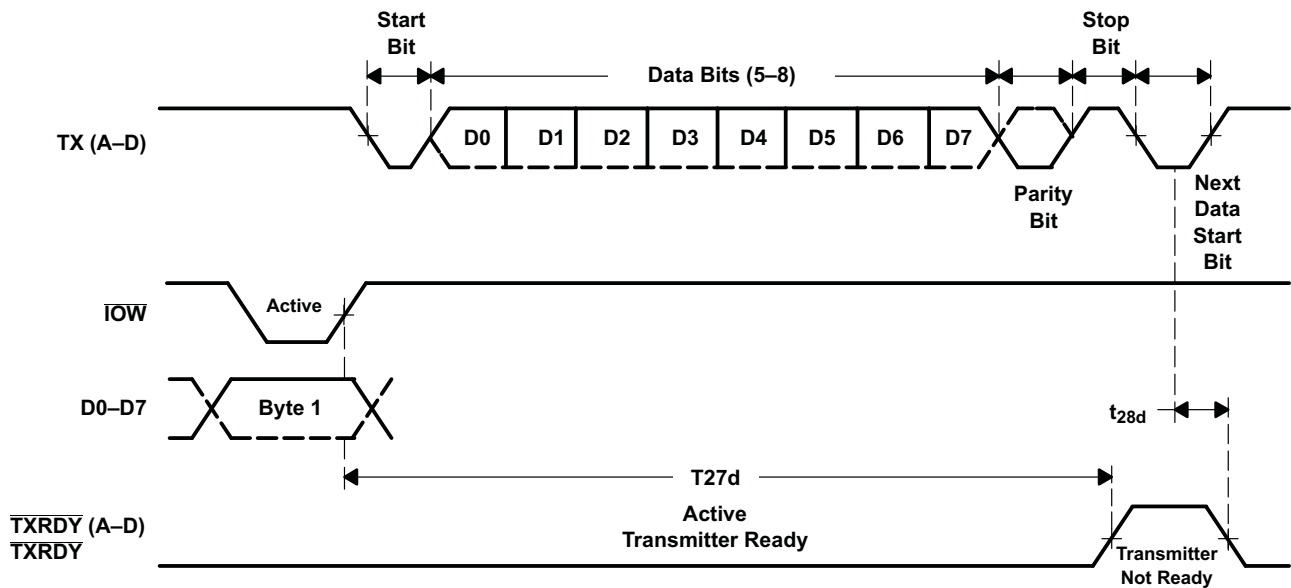 Start
Bit
Data Bits (5–8)
Stop
Bit
TX (A–D)
D0 D1 D2 D3 D4 D5 D6 D7
Parity
Bit
Next
Data
Start
Bit
IOW
Active
D0–D7
Byte 1
t28d
T27d
TXRDY (A–D)
TXRDY
Active
Transmitter Ready
Transmitter
Not Ready